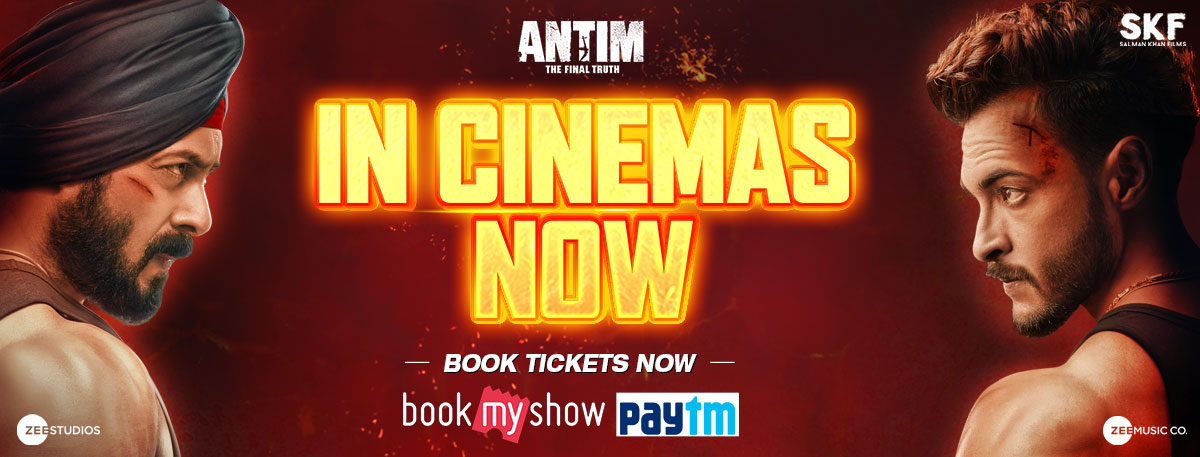 ANTIM
THE FINAL TRUTH
SKF
SALMAN KHAN FILMS
IN CINEMAS
NOW
BOOK TICKETS NOW
book my show paytm
ZEESTUDIOS
ZEEMUSIC CO.